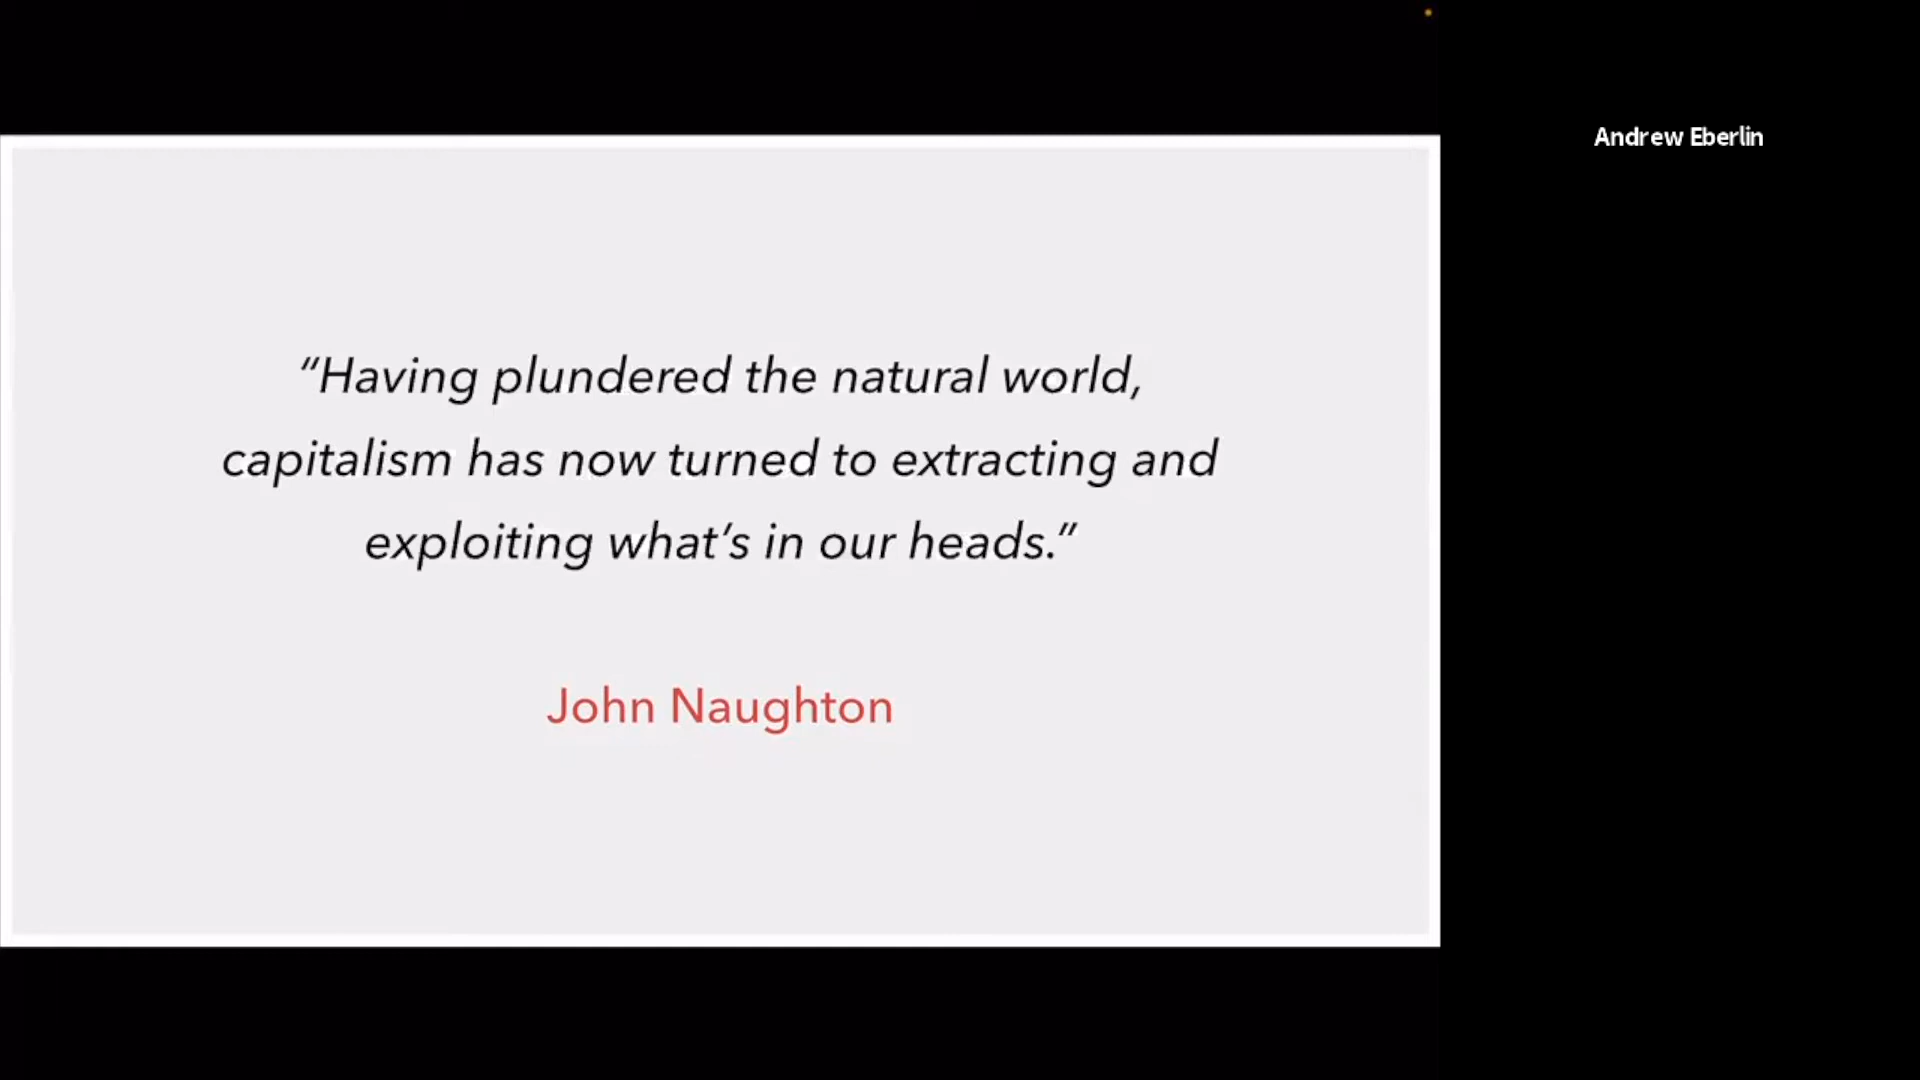 “Having plundered the natural world,
capitalism has now turned to extracting and
exploiting what’s in our heads.”
John Naughton
Andrew Eberlin